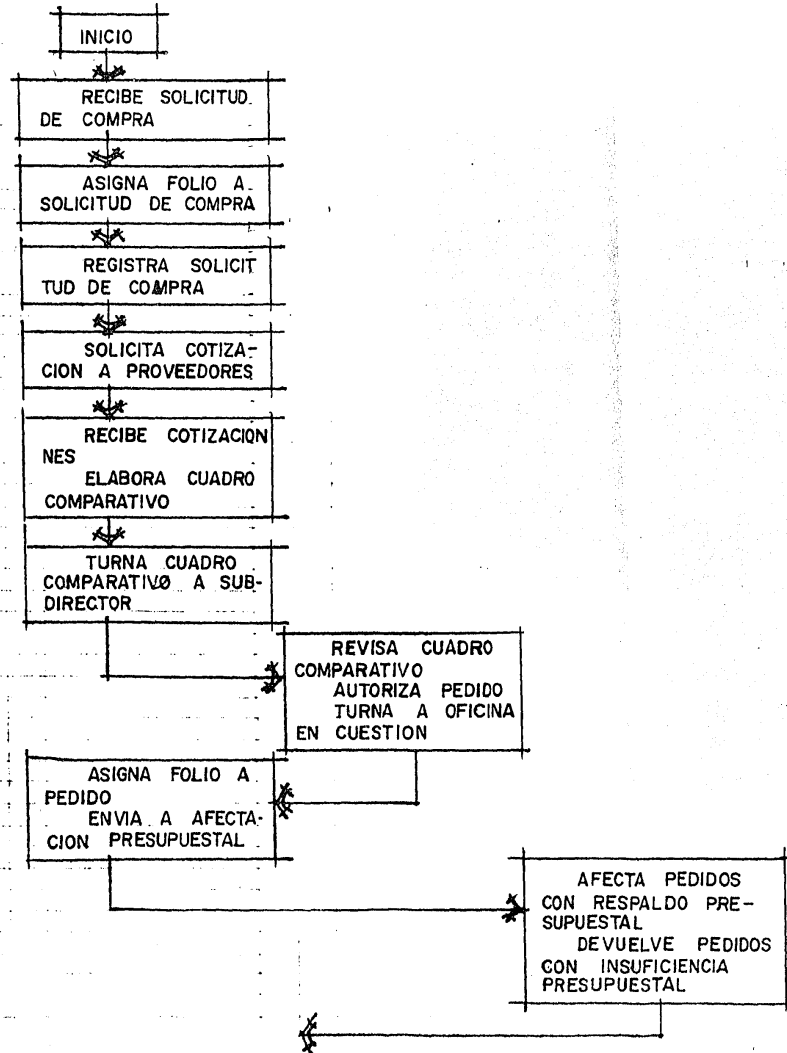 INICIO
RECIBE SOLICITUD
DE COMPRA
ASIGNA FOLIO A
SOLICITUD DE COMPRA
REGISTRA SOLICIT
TUD DE COMPRA
SOLICITA COTIZA-
CION A PROVEEDORES
RECIBE COTIZACION
NES
ELABORA CUADRO
COMPARATIVO
TURNA CUADRO
COMPARATIVO A SUB-
DIRECTOR
REVISA CUADRO
COMPARATIVO
AUTORIZA PEDIDO
TURNA A OFICINA
EN CUESTION
ASIGNA FOLIO A
PEDIDO
ENVIA A AFECTA-
CION PRESUPUESTAL
AFECTA PEDIDOS
CON RESPALDO PRE-
SUPUESTAL
DEVUELVE PEDIDOS
CON INSUFICIENCIA
PRESUPUESTAL